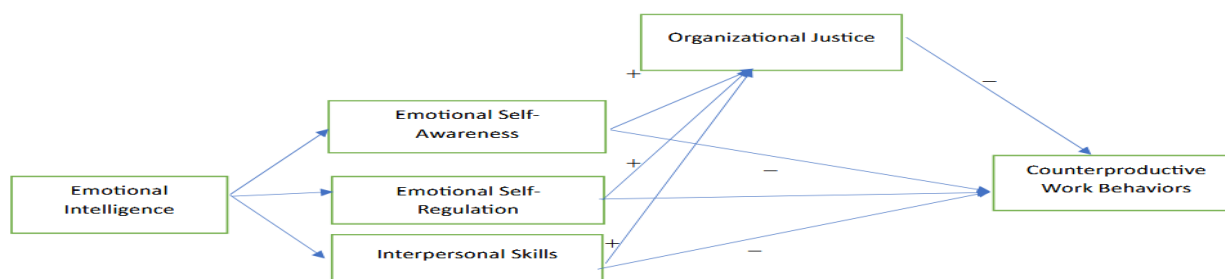 Organizational Justice
+
–
Emotional Self-
Awareness
+
–
Emotional
Intelligence
Emotional Self-
Regulation
Counterproductive
Work Behaviors
+
–
Interpersonal Skills